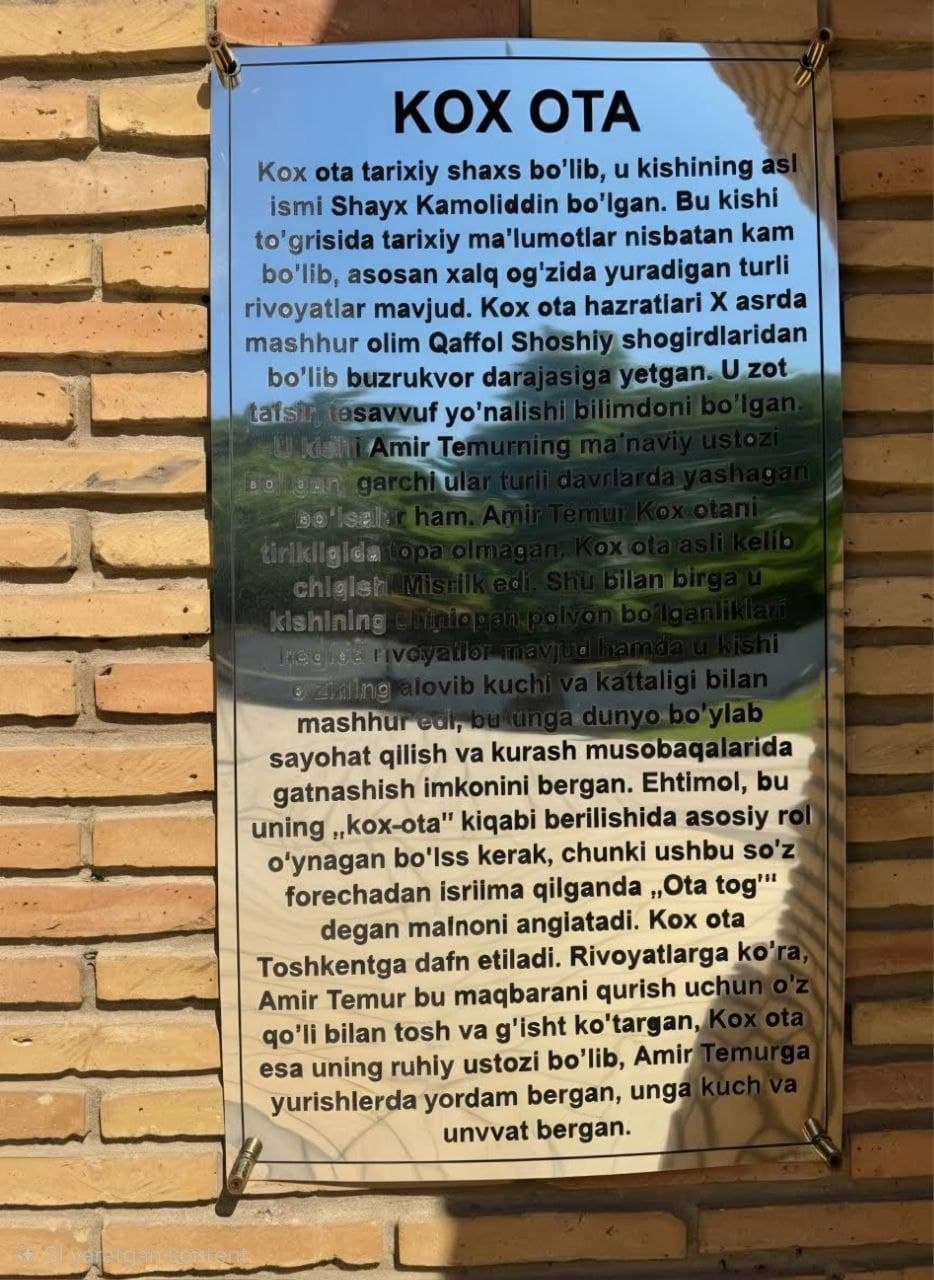 KOX OTA
Kox ota tarixiy shaxs bo'lib, u kishining asl
ismi Shayx Kamoliddin bo'lgan. Bu kishi
to'grisida tarixiy ma'lumotlar nisbatan kam
bo'lib, asosan xalq og'zida yuradigan turli
rivoyatlar mavjud. Kox ota hazratlari X asrda
mashhur olim Qaffol Shoshiy shogirdlaridan
bo'lib buzrukvor darajasiga yetgan. U zot
tafsir, tesavvuf yo'nalishi bilimdoni bo'lgan.
U kishi Amir Temurning ma'naviy ustozi
garchi ular turli davrlarda yashagan
ham. Amir Temur Kox otani
tirikligida topa olmagan. Kox ota asli kelib
chiqish Misrilk edi. Shu bilan birga u
kishining polvon bo'lganliklari
rivoyatlor mavjud hamda u kishi
alovib kuchi va kattaligi bilan
mashhur edi, bu unga dunyo bo'ylab
sayohat qilish va kurash musobaqalarida
gatnashish imkonini bergan. Ehtimol, bu
uning „kox-ota" kiqabi berilishida asosiy rol
o'ynagan bo'lss kerak, chunki ushbu so'z
forechadan isriima qilganda „Ota tog'"
degan malnoni anglatadi. Kox ota
Toshkentga dafn etiladi. Rivoyatlarga ko'ra,
Amir Temur bu maqbarani qurish uchun o'z
qo'li bilan tosh va g'isht ko'targan, Kox ota
esa uning ruhiy ustozi bo'lib, Amir Temurga
yurishlerda yordam bergan, unga kuch va
unvvat bergan.